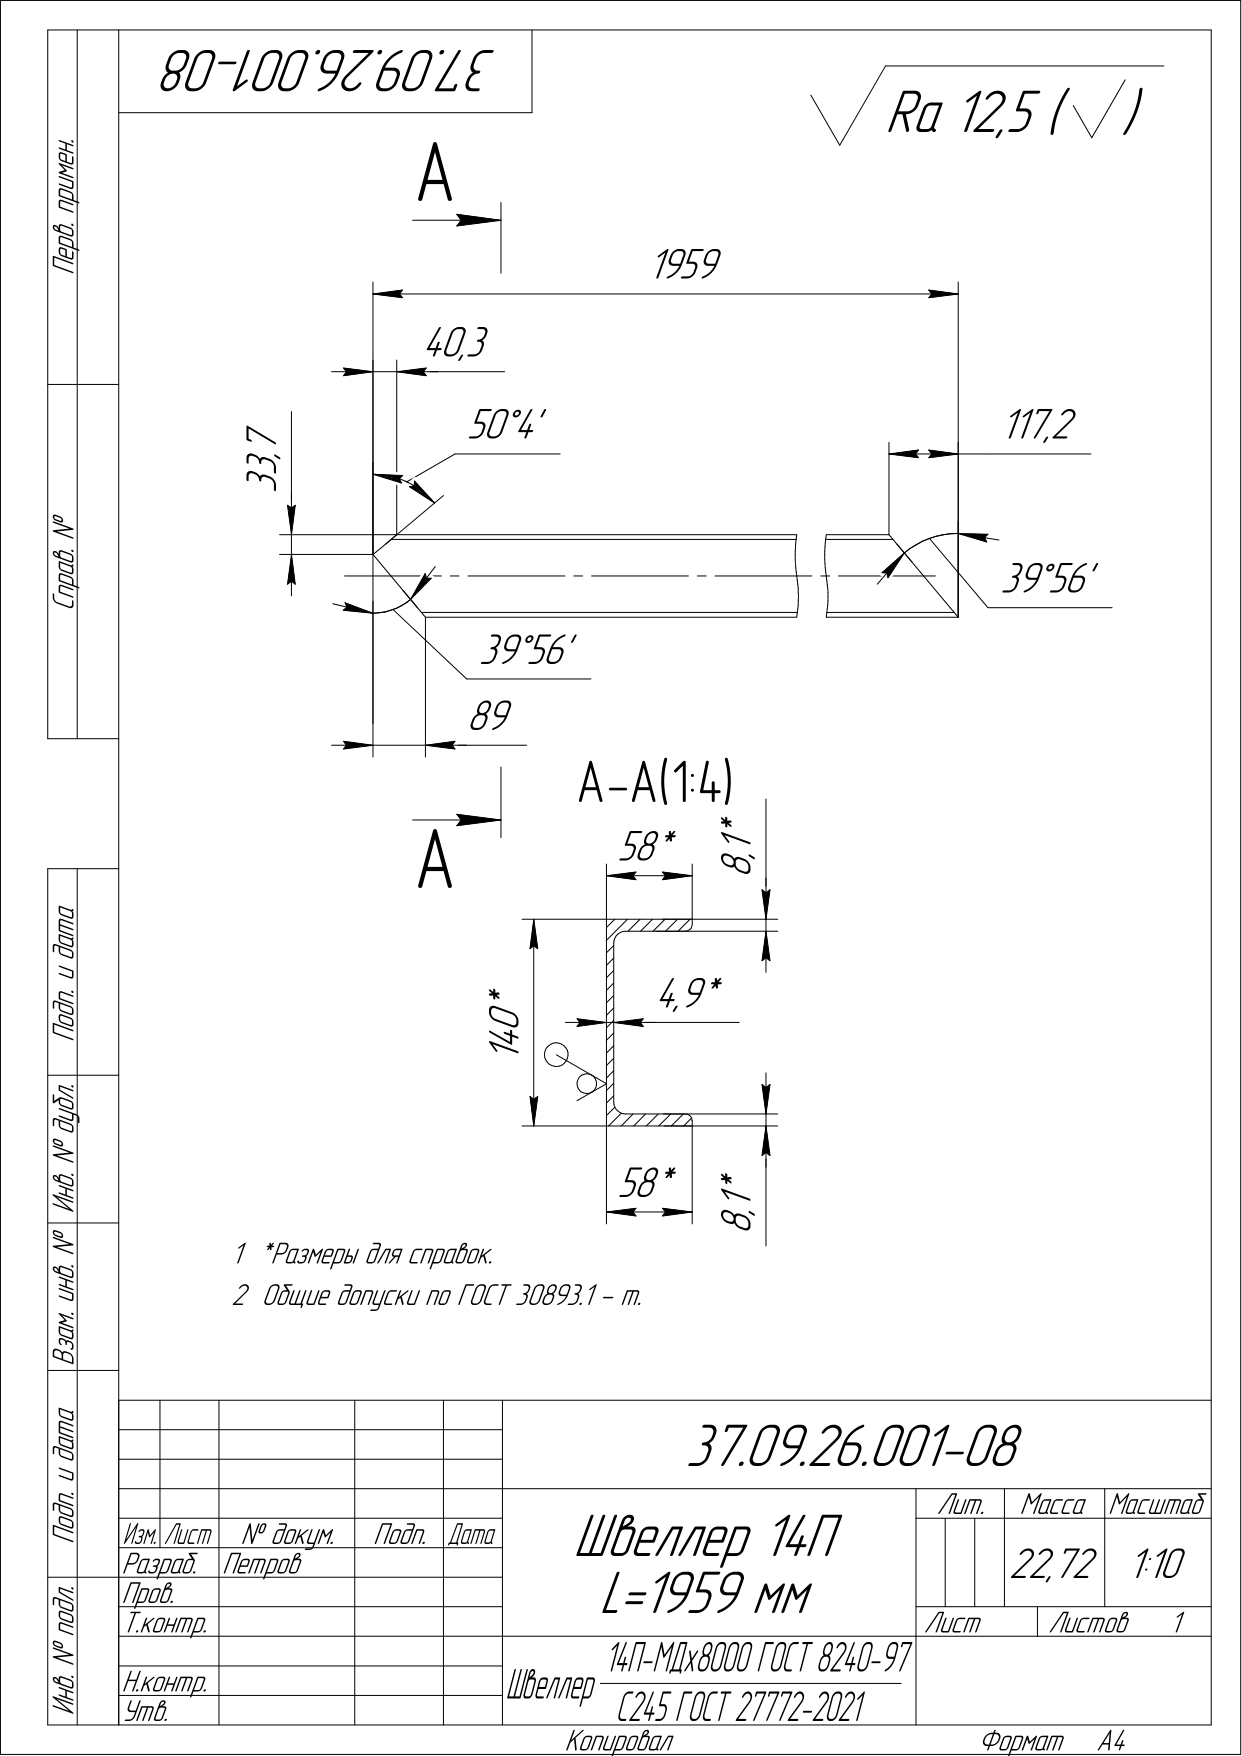 37.09.26.001-08
Ra 12,5 (√)
Перв. примен.
Справ. №
Подп. и дата
Инв. № дубл.
Взам. инв. №
Подп. и дата
Инв. № подл.
А
1959
40,3
50°4'
117,2
33,7
39°56'
39°56'
89
А
А-А(1:4)
58*
8,1*
4,9*
140*
58*
8,1*
1 *Размеры для справок.
2 Общие допуски по ГОСТ 30893.1 - m.
37.09.26.001-08
Изм. Лист № докум. Подп. Дата
Разраб. Петров
Пров.
Т.контр.
Н.контр.
Утв.
Швеллер 14П
L=1959 мм
Лит. Масса Масштаб
22,72 1:10
Лист Листов 1
Швеллер 14П-МДх8000 ГОСТ 8240-97
С245 ГОСТ 27772-2021
Копировал Формат А4